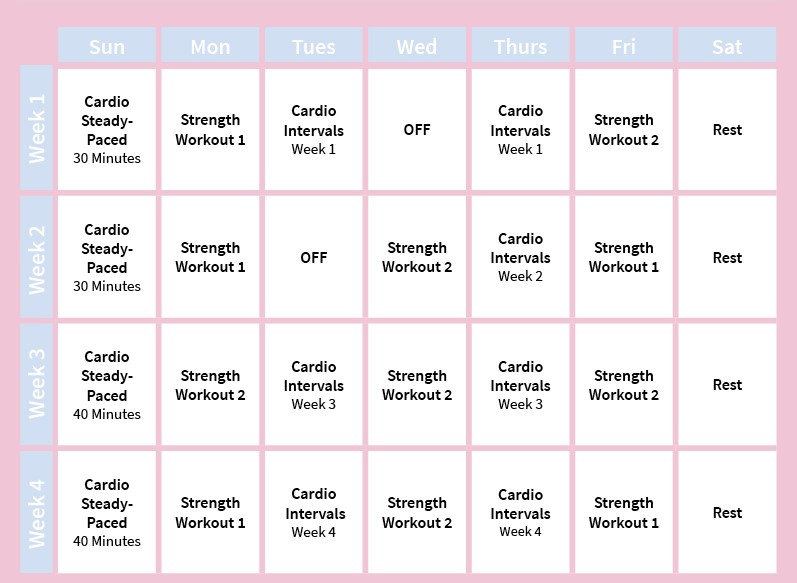 Sun Mon Tues Wed Thurs Fri Sat
Week 1
Cardio
Steady-
Paced
30 Minutes
Strength
Workout 1
Cardio
Intervals
Week 1
OFF
Cardio
Intervals
Week 1
Strength
Workout 2
Rest
Week 2
Cardio
Steady-
Paced
30 Minutes
Strength
Workout 1
OFF
Strength
Workout 2
Cardio
Intervals
Week 2
Strength
Workout 1
Rest
Week 3
Cardio
Steady-
Paced
40 Minutes
Strength
Workout 2
Cardio
Intervals
Week 3
Strength
Workout 2
Cardio
Intervals
Week 3
Strength
Workout 2
Rest
Week 4
Cardio
Steady-
Paced
40 Minutes
Strength
Workout 1
Cardio
Intervals
Week 4
Strength
Workout 2
Cardio
Intervals
Week 4
Strength
Workout 1
Rest